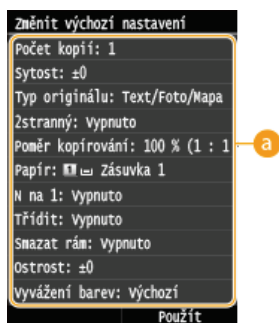 Změnit výchozí nastavení
Počet kopií: 1
Sytost: ±0
Typ originálu: Text/Foto/Mapa
2stranný: Vypnuto
Poměr kopírování: 100 % (1 : 1
a
Papír: 1 Zásuvka 1
N na 1: Vypnuto
Třídit: Vypnuto
Smazat rám: Vypnuto
Ostrost: ±0
Vyvážení barev: Výchozí
Použít